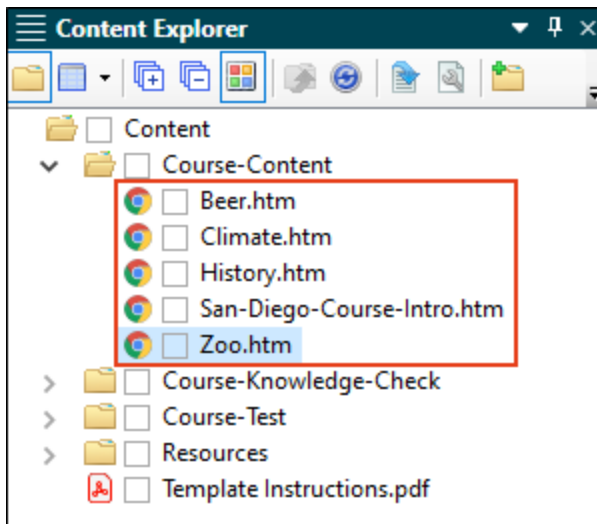 Content Explorer
Content
Course-Content
Beer.htm
Climate.htm
History.htm
San-Diego-Course-Intro.htm
Zoo.htm
Course-Knowledge-Check
Course-Test
Resources
Template Instructions.pdf